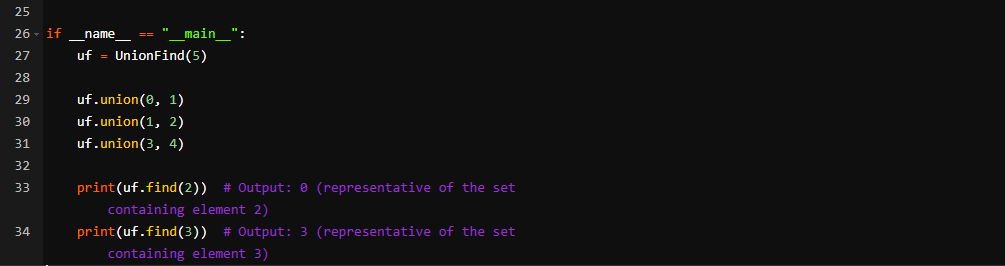 25
26 if __name__ == "__main__":
27     uf = UnionFind(5)
28
29     uf.union(0, 1)
30     uf.union(1, 2)
31     uf.union(3, 4)
32
33     print(uf.find(2))  # Output: 0 (representative of the set
        containing element 2)
34     print(uf.find(3))  # Output: 3 (representative of the set
        containing element 3)